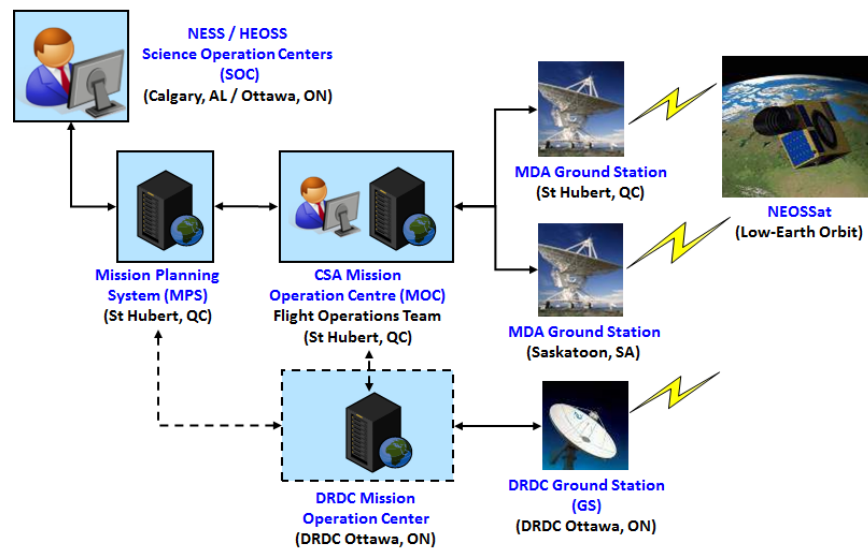 NESS / HEOSS
Science Operation Centers
(SOC)
(Calgary, AL / Ottawa, ON)
MDA Ground Station
(St Hubert, QC)
NEOSSat
(Low-Earth Orbit)
Mission Planning
System (MPS)
(St Hubert, QC)
CSA Mission
Operation Centre (MOC)
Flight Operations Team
(St Hubert, QC)
MDA Ground Station
(Saskatoon, SA)
DRDC Mission
Operation Center
(DRDC Ottawa, ON)
DRDC Ground Station
(GS)
(DRDC Ottawa, ON)